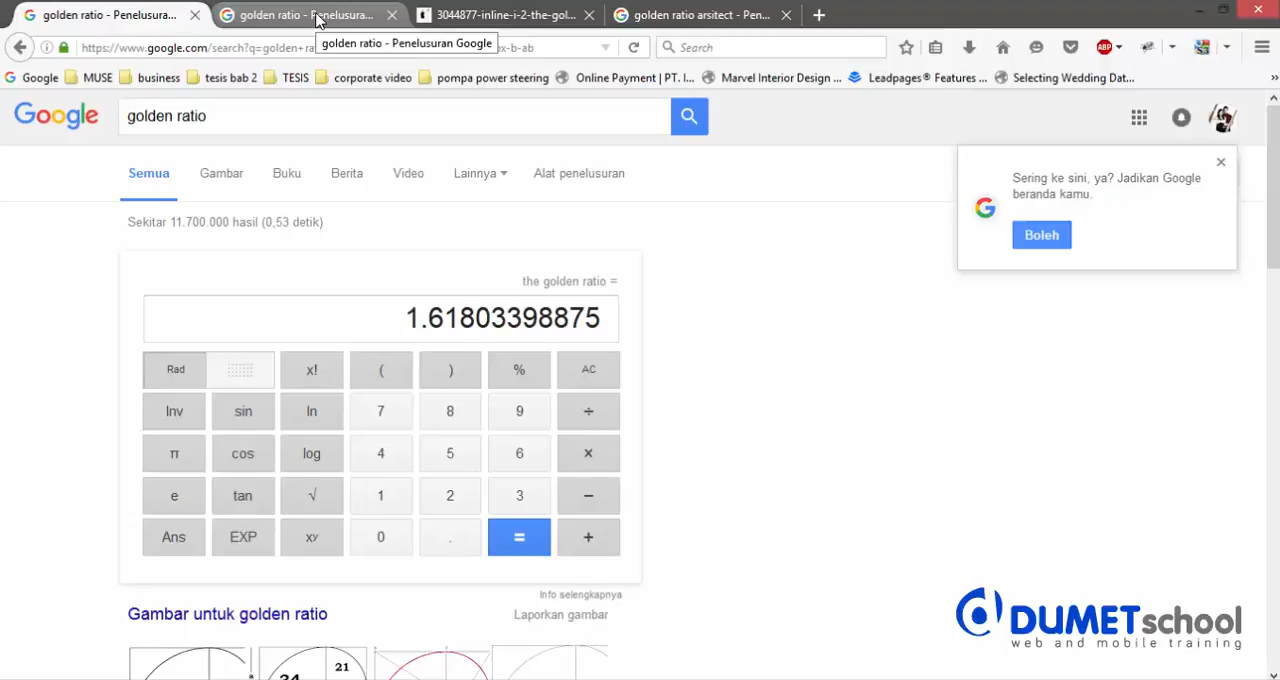 golden ratio - Penelusura...
golden ratio - Penelusura...
3044877-inline-i-2-the-gol...
golden ratio arsitect - Pen...
https://www.google.com/search?q=golden+ra
x-b-ab
Search
ABP
golden ratio - Penelusuran Google
Google
MUSE
business
tesis bab 2
TESIS
corporate video
pompa power steering
Online Payment | PT. I...
Marvel Interior Design ...
Leadpages® Features ...
Selecting Wedding Dat...
Google
golden ratio
Semua
Gambar
Buku
Berita
Video
Lainnya
Alat penelusuran
Sering ke sini, ya? Jadikan Google
beranda kamu.
Boleh
Sekitar 11.700.000 hasil (0,53 detik)
the golden ratio =
1.61803398875
Rad x! ( ) % AC
Inv sin ln 7 8 9 ÷
π cos log 4 5 6 ×
e tan √ 1 2 3 −
Ans EXP xy 0 . = +
Info selengkapnya
Gambar untuk golden ratio
Laporkan gambar
34
21
DUMETschool
web and mobile training